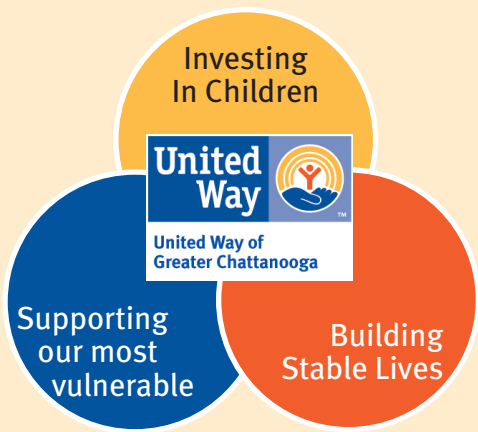 Investing
In Children
United
Way
TM
United Way of
Greater Chattanooga
Supporting
our most
vulnerable
Building
Stable Lives